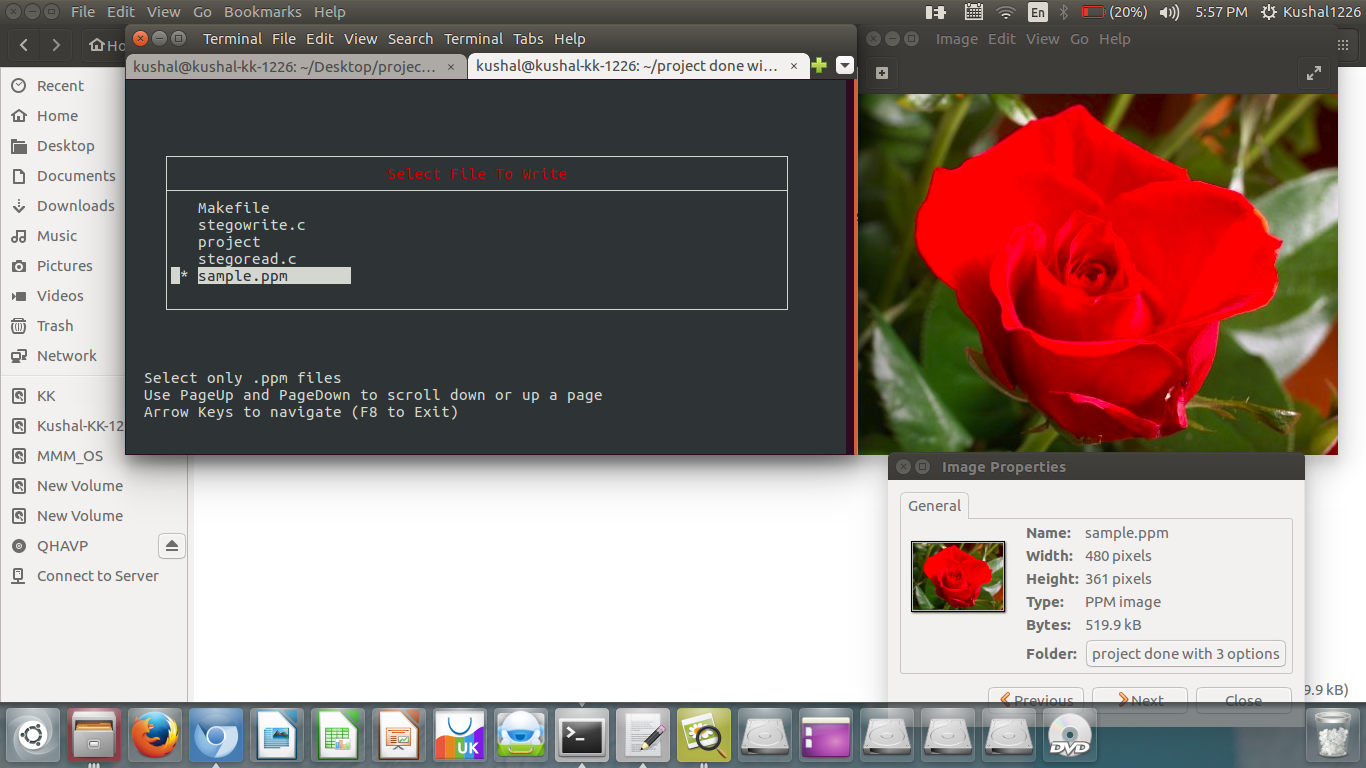 File Edit View Go Bookmarks Help
En
(20%)
5:57 PM
Kushal1226
Terminal File Edit View Search Terminal Tabs Help
Image Edit View Go Help
kushal@kushal-kk-1226: ~/Desktop/projec... ×
kushal@kushal-kk-1226: ~/project done wi... ×
Recent
Home
Desktop
Documents
Downloads
Music
Pictures
Videos
Trash
Network
KK
Kushal-KK-12
MMM_OS
New Volume
New Volume
QHAVP
Connect to Server
Select File To Write
Makefile
stegowrite.c
project
stegoread.c
* sample.ppm
Select only .ppm files
Use PageUp and PageDown to scroll down or up a page
Arrow Keys to navigate (F8 to Exit)
Image Properties
General
Name: sample.ppm
Width: 480 pixels
Height: 361 pixels
Type: PPM image
Bytes: 519.9 kB
Folder: project done with 3 options
Previous
Next
Close
9.9 kB)
UK
DVD